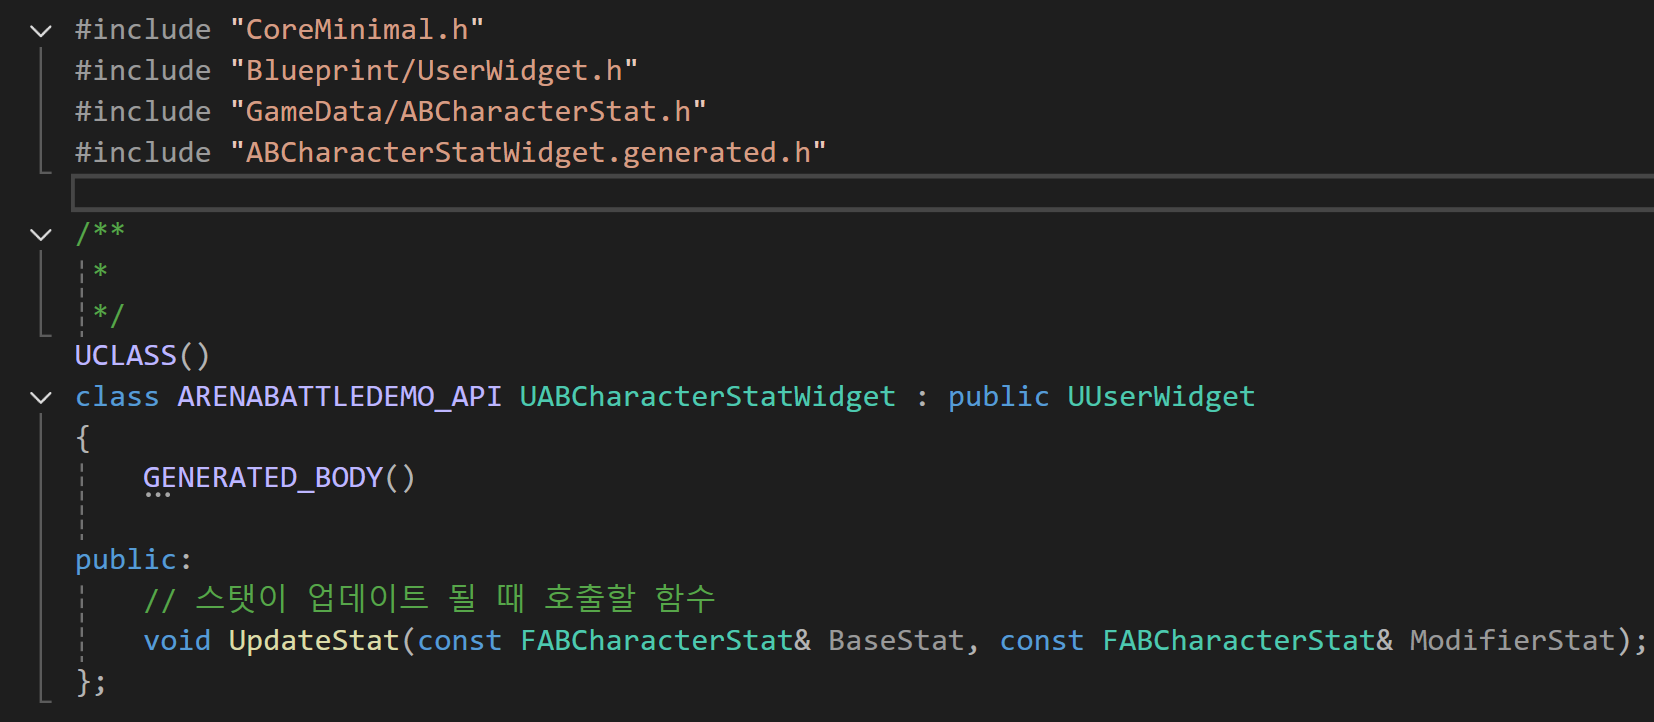 #include "CoreMinimal.h"
#include "Blueprint/UserWidget.h"
#include "GameData/ABCharacterStat.h"
#include "ABCharacterStatWidget.generated.h"
/**
*
*/
UCLASS()
class ARENABATTLEDEMO_API UABCharacterStatWidget : public UUserWidget
{
GENERATED_BODY()
public:
// 스탯이 업데이트 될 때 호출할 함수
void UpdateStat(const FABCharacterStat& BaseStat, const FABCharacterStat& ModifierStat);
};